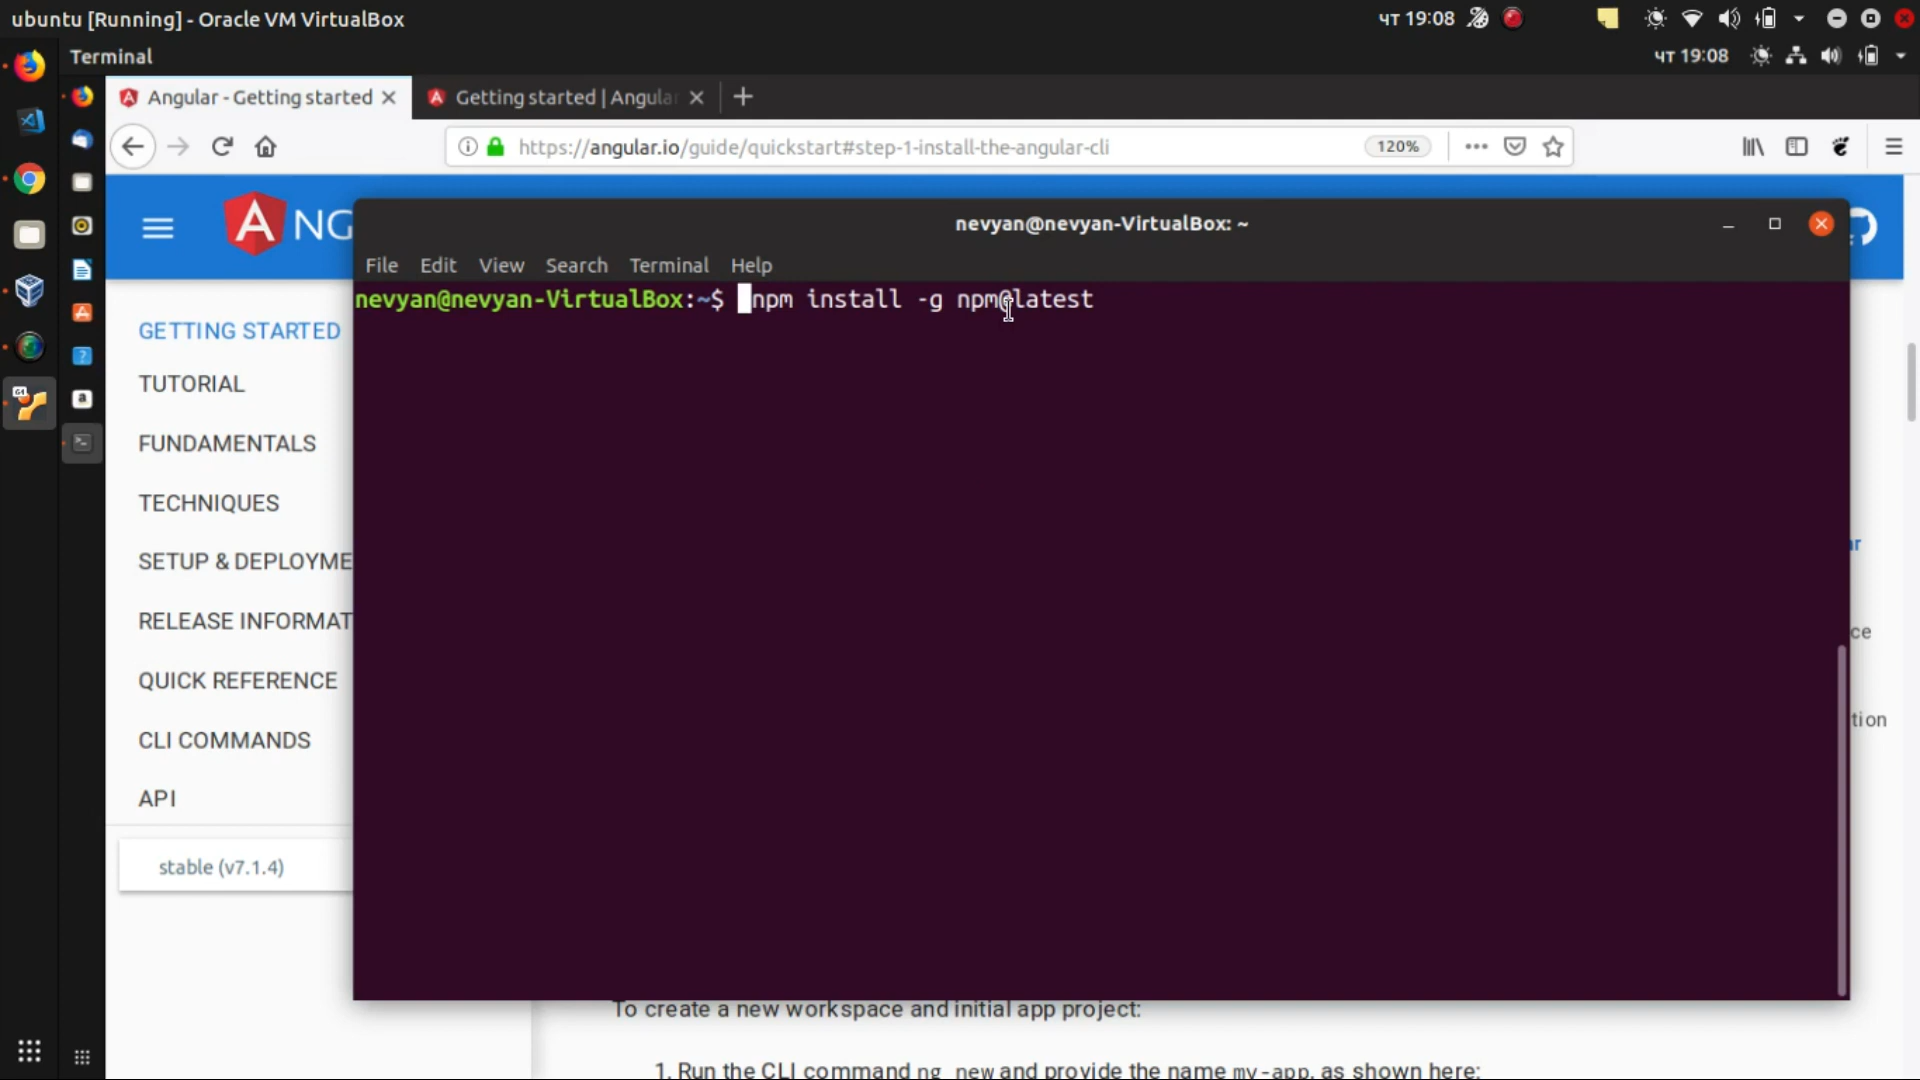 ubuntu [Running] - Oracle VM VirtualBox
чт 19:08
Terminal
чт 19:08
Angular - Getting started
Getting started | Angular
https://angular.io/guide/quickstart#step-1-install-the-angular-cli
120%
NG
nevyan@nevyan-VirtualBox: ~
File Edit View Search Terminal Help
nevyan@nevyan-VirtualBox:~$ npm install -g npm@latest
GETTING STARTED
TUTORIAL
FUNDAMENTALS
TECHNIQUES
SETUP & DEPLOYME
RELEASE INFORMAT
QUICK REFERENCE
CLI COMMANDS
API
stable (v7.1.4)
ce
tion
To create a new workspace and initial app project:
1. Run the CLI command ng new and provide the name my-app, as shown here: